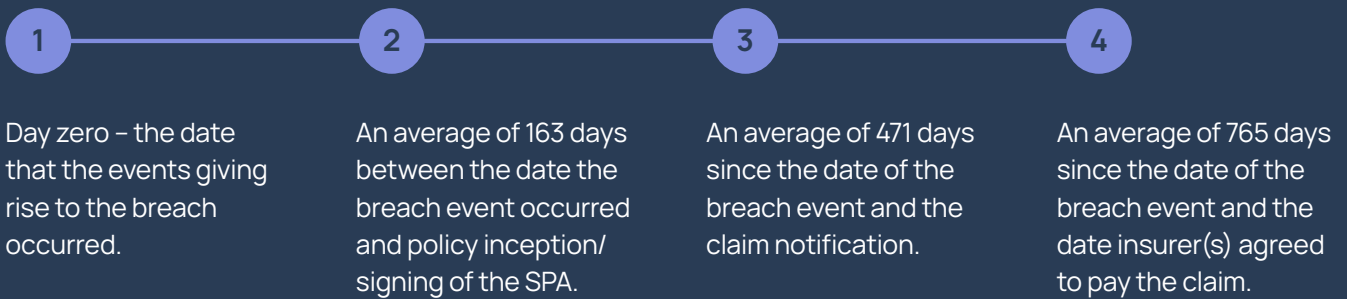 1
2
3
4
Day zero – the date
that the events giving
rise to the breach
occurred.
An average of 163 days
between the date the
breach event occurred
and policy inception/
signing of the SPA.
An average of 471 days
since the date of the
breach event and the
claim notification.
An average of 765 days
since the date of the
breach event and the
date insurer(s) agreed
to pay the claim.